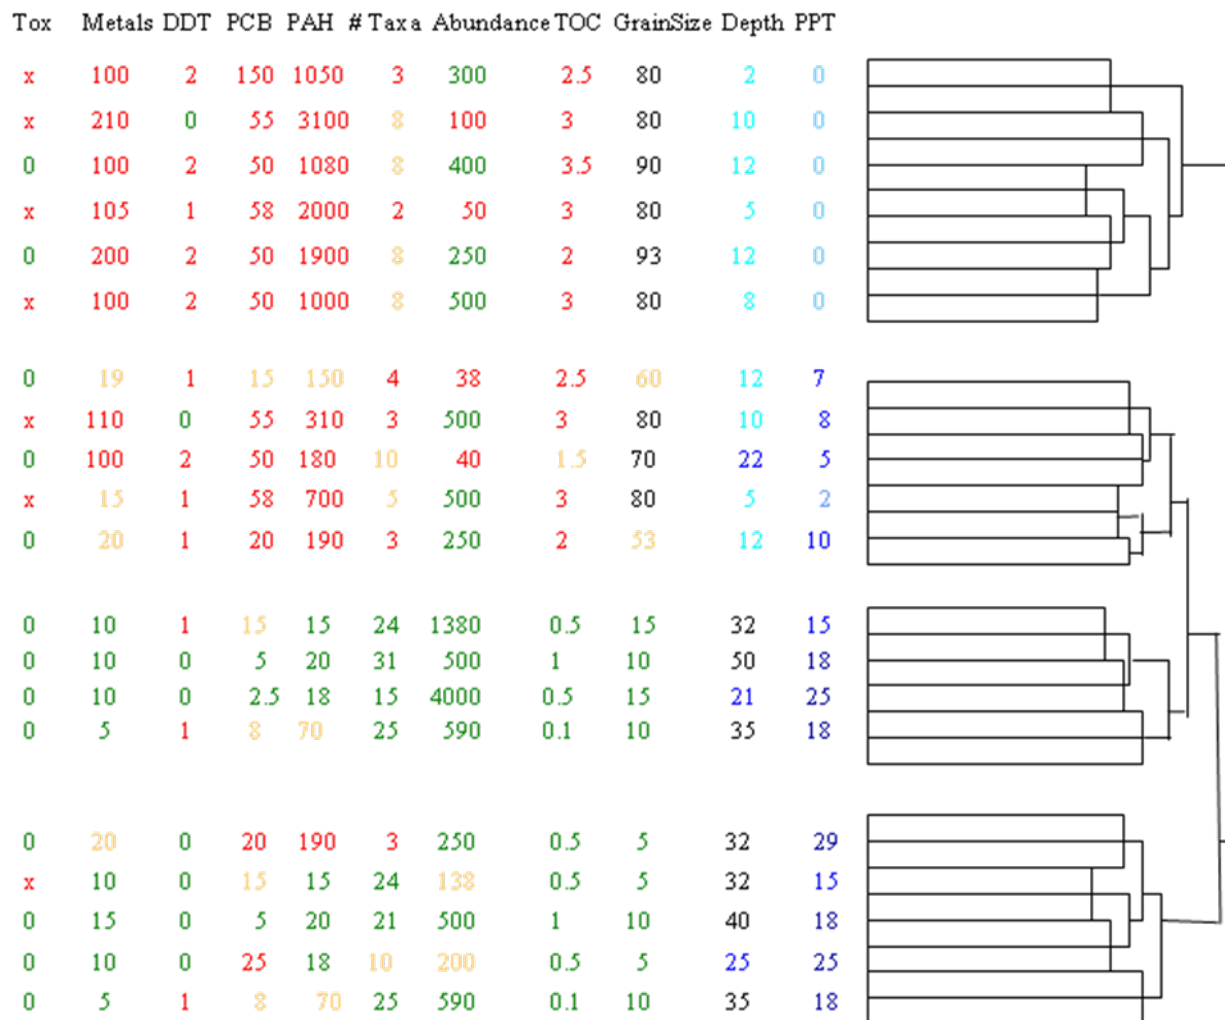 Tox Metals DDT PCB PAH # Taxa Abundance TOC GrainSize Depth PPT
x 100 2 150 1050 3 300 2.5 80 2 0
x 210 0 55 3100 8 100 3 80 10 0
0 100 2 50 1080 8 400 3.5 90 12 0
x 105 1 58 2000 2 50 3 80 5 0
0 200 2 50 1900 8 250 2 93 12 0
x 100 2 50 1000 8 500 3 80 8 0
0 19 1 15 150 4 38 2.5 60 12 7
x 110 0 55 310 3 500 3 80 10 8
0 100 2 50 180 10 40 1.5 70 22 5
x 15 1 58 700 5 500 3 80 5 2
0 20 1 20 190 3 250 2 53 12 10
0 10 1 15 15 24 1380 0.5 15 32 15
0 10 0 5 20 31 500 1 10 50 18
0 10 0 2.5 18 15 4000 0.5 15 21 25
0 5 1 8 70 25 590 0.1 10 35 18
0 20 0 20 190 3 250 0.5 5 32 29
x 10 0 15 15 24 138 0.5 5 32 15
0 15 0 5 20 21 500 1 10 40 18
0 10 0 25 18 10 200 0.5 5 25 25
0 5 1 8 70 25 590 0.1 10 35 18